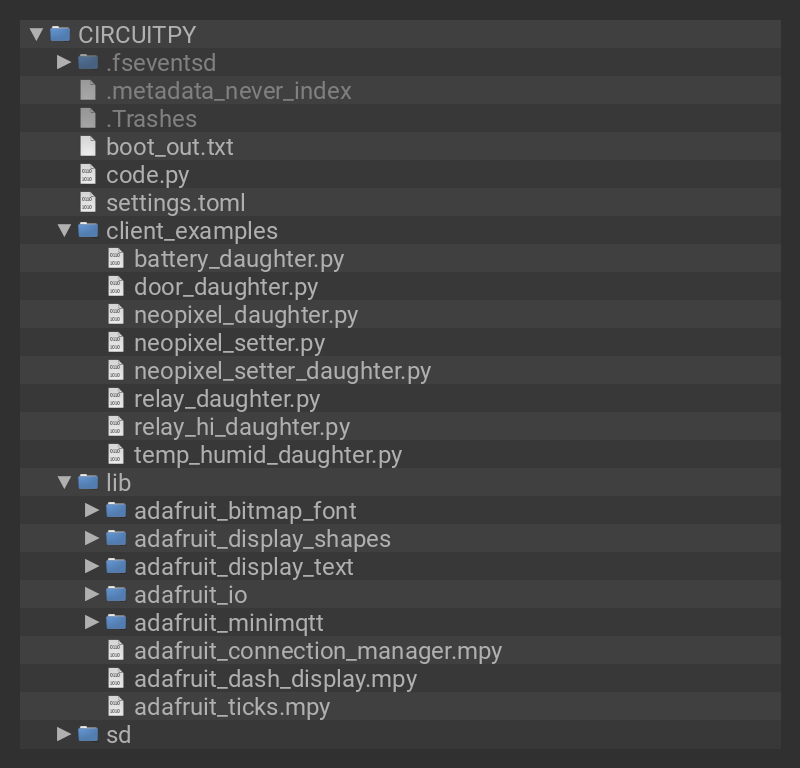 CIRCUITPY
.fseventsd
.metadata_never_index
.Trashes
boot_out.txt
code.py
settings.toml
client_examples
battery_daughter.py
door_daughter.py
neopixel_daughter.py
neopixel_setter.py
neopixel_setter_daughter.py
relay_daughter.py
relay_hi_daughter.py
temp_humid_daughter.py
lib
adafruit_bitmap_font
adafruit_display_shapes
adafruit_display_text
adafruit_io
adafruit_minimqtt
adafruit_connection_manager.mpy
adafruit_dash_display.mpy
adafruit_ticks.mpy
sd